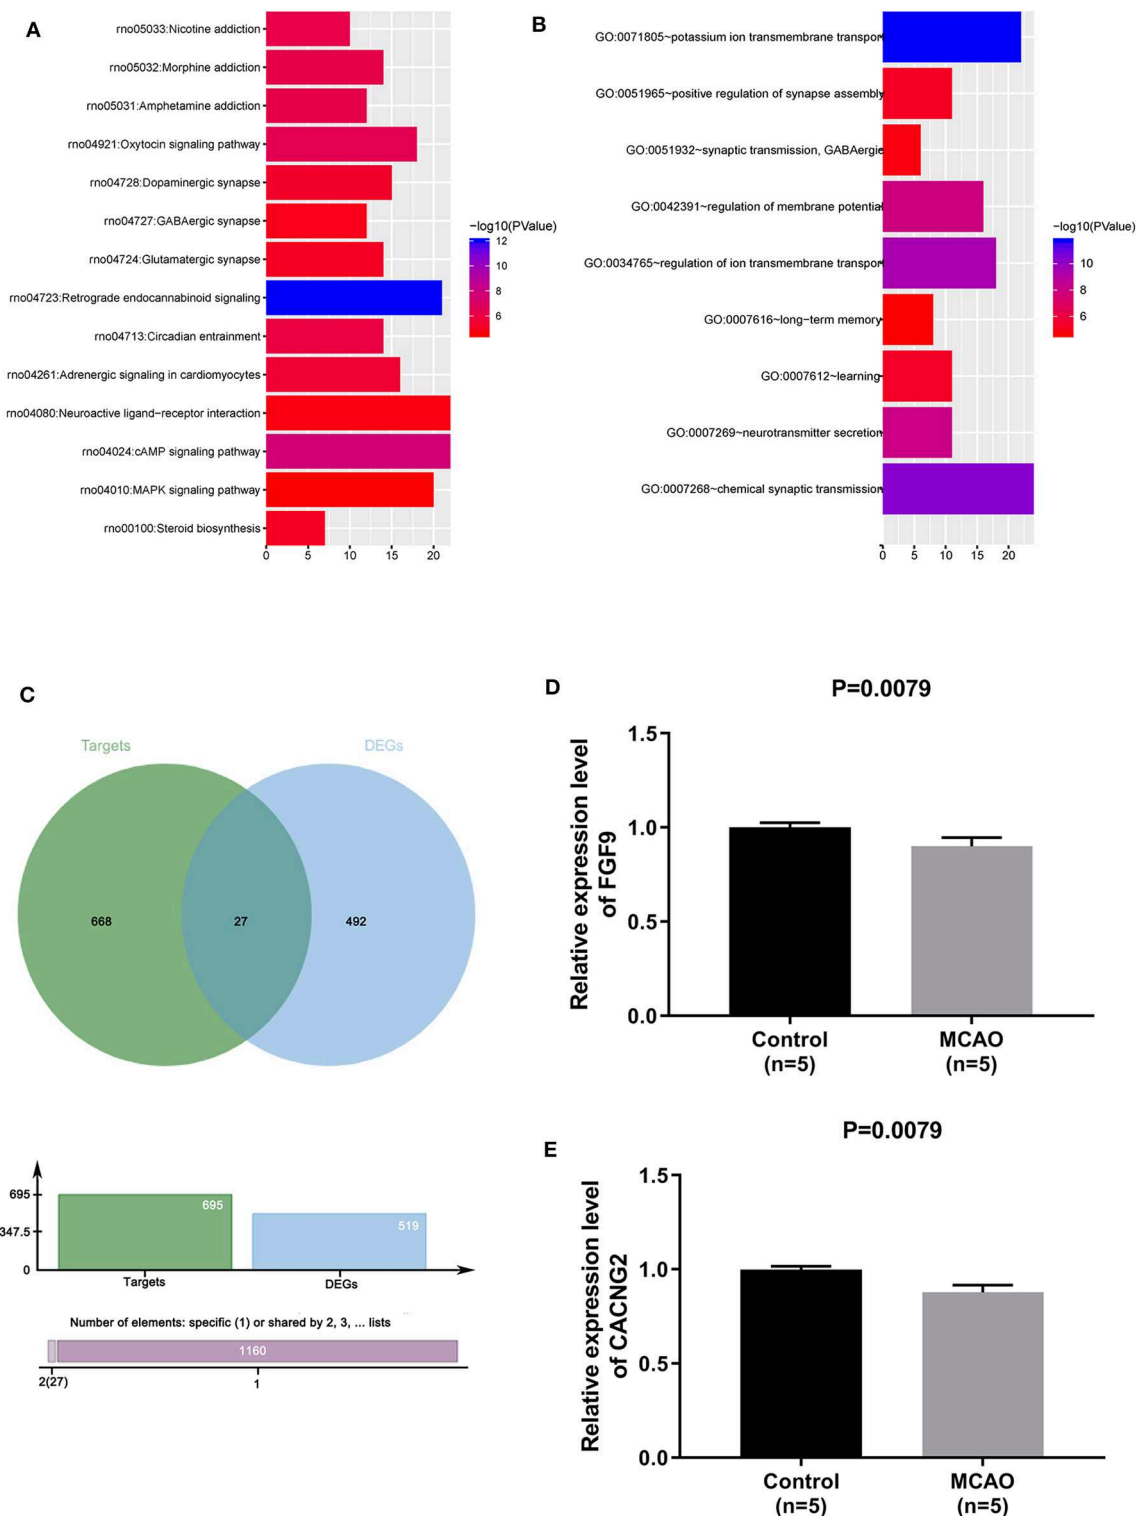 A
rno05033:Nicotine addiction
rno05032:Morphine addiction
rno05031:Amphetamine addiction
rno04921:Oxytocin signaling pathway
rno04728:Dopaminergic synapse
rno04727:GABAergic synapse
rno04724:Glutamatergic synapse
rno04723:Retrograde endocannabinoid signaling
rno04713:Circadian entrainment
rno04261:Adrenergic signaling in cardiomyocytes
rno04080:Neuroactive ligand−receptor interaction
rno04024:cAMP signaling pathway
rno04010:MAPK signaling pathway
rno00100:Steroid biosynthesis
0 5 10 15 20
−log10(PValue)
12
10
8
6
B
GO:0071805~potassium ion transmembrane transport
GO:0051965~positive regulation of synapse assembly
GO:0051932~synaptic transmission, GABAergic
GO:0042391~regulation of membrane potential
GO:0034765~regulation of ion transmembrane transport
GO:0007616~long−term memory
GO:0007612~learning
GO:0007269~neurotransmitter secretion
GO:0007268~chemical synaptic transmission
0 5 10 15 20
−log10(PValue)
10
8
6
C
Targets
DEGs
668
27
492
695
347.5
0
695
519
Targets
DEGs
Number of elements: specific (1) or shared by 2, 3, ... lists
1160
2(27)
1
D
P=0.0079
Relative expression level
of FGF9
1.5
1.0
0.5
0.0
Control
(n=5)
MCAO
(n=5)
E
P=0.0079
Relative expression level
of CACNG2
1.5
1.0
0.5
0.0
Control
(n=5)
MCAO
(n=5)